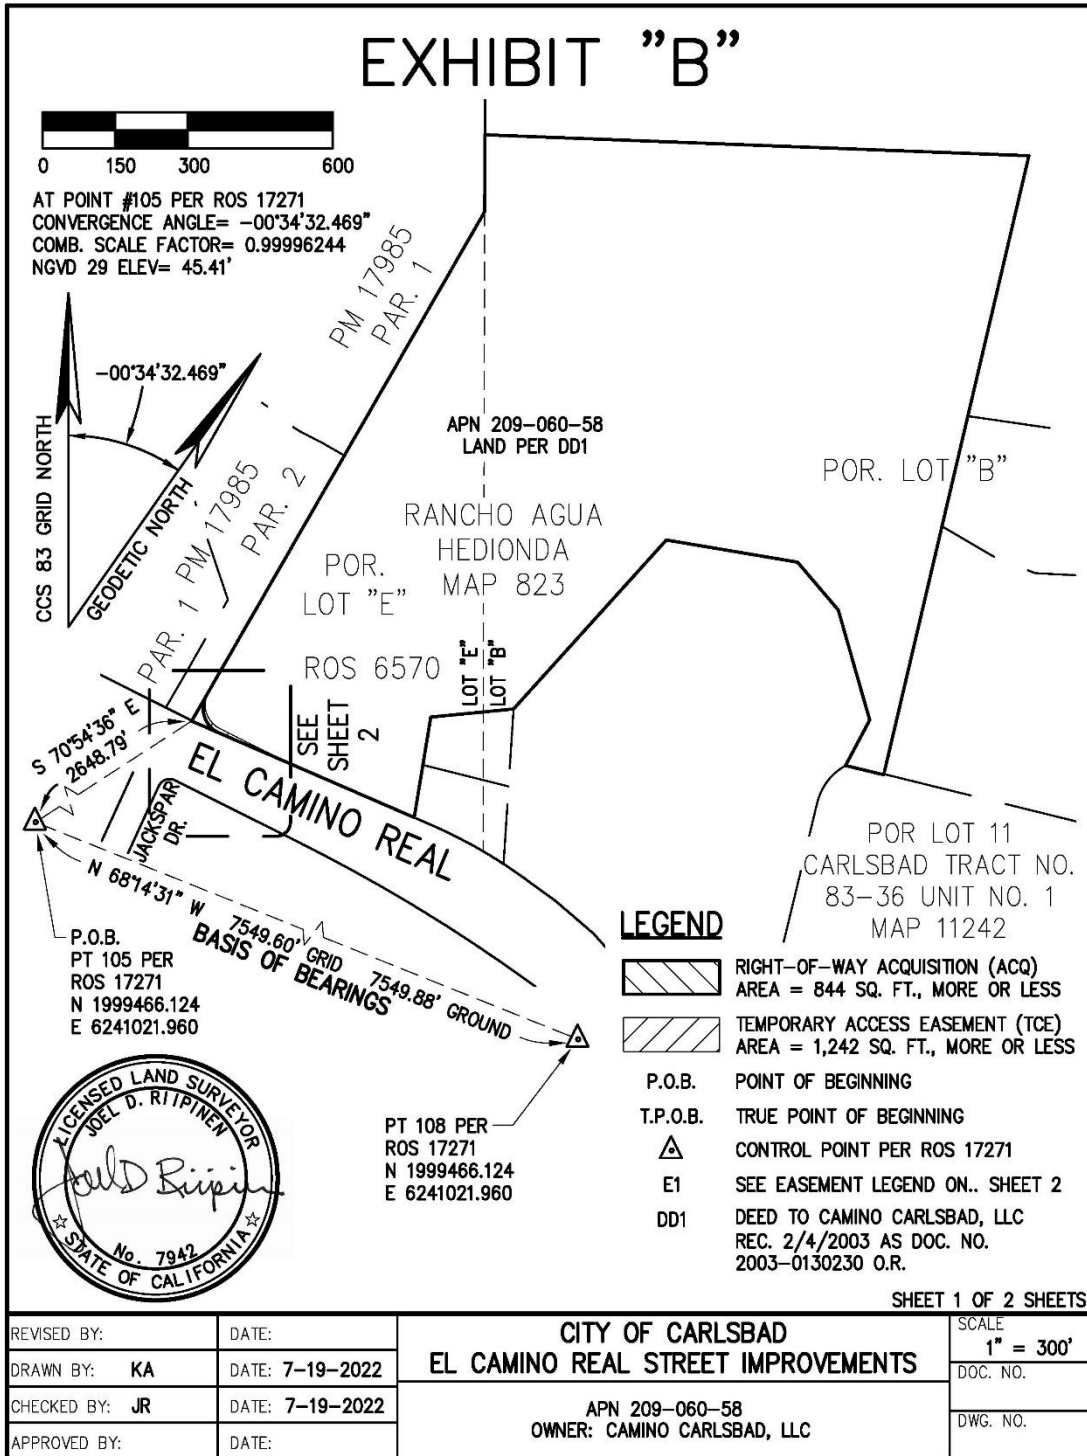 EXHIBIT "B"
0 150 300 600
AT POINT #105 PER ROS 17271
CONVERGENCE ANGLE= -00°34'32.469"
COMB. SCALE FACTOR= 0.99996244
NGVD 29 ELEV= 45.41'
-00°34'32.469"
CCS 83 GRID NORTH
GEODETIC NORTH
PM 17985
PAR. 1
PM 17985
PAR. 2
PAR. 1
APN 209-060-58
LAND PER DD1
RANCHO AGUA
HEDIONDA
MAP 823
POR. LOT "B"
POR.
LOT "E"
ROS 6570
LOT "E"
LOT "B"
SEE
SHEET
2
S 70°54'36" E
2648.79'
EL CAMINO REAL
JACKSPAR
DR.
N 68°14'31" W 7549.60' GRID 7549.88' GROUND
BASIS OF BEARINGS
P.O.B.
PT 105 PER
ROS 17271
N 1999466.124
E 6241021.960
PT 108 PER
ROS 17271
N 1999466.124
E 6241021.960
POR LOT 11
CARLSBAD TRACT NO.
83-36 UNIT NO. 1
MAP 11242
LEGEND
RIGHT-OF-WAY ACQUISITION (ACQ)
AREA = 844 SQ. FT., MORE OR LESS
TEMPORARY ACCESS EASEMENT (TCE)
AREA = 1,242 SQ. FT., MORE OR LESS
P.O.B. POINT OF BEGINNING
T.P.O.B. TRUE POINT OF BEGINNING
CONTROL POINT PER ROS 17271
E1 SEE EASEMENT LEGEND ON.. SHEET 2
DD1 DEED TO CAMINO CARLSBAD, LLC
REC. 2/4/2003 AS DOC. NO.
2003-0130230 O.R.
LICENSED LAND SURVEYOR
JOEL D. RIIPINEN
Joel D Riipinen
No. 7942
STATE OF CALIFORNIA
SHEET 1 OF 2 SHEETS
REVISED BY: DATE:
DRAWN BY: KA DATE: 7-19-2022
CHECKED BY: JR DATE: 7-19-2022
APPROVED BY: DATE:
CITY OF CARLSBAD
EL CAMINO REAL STREET IMPROVEMENTS
APN 209-060-58
OWNER: CAMINO CARLSBAD, LLC
SCALE
1" = 300'
DOC. NO.
DWG. NO.